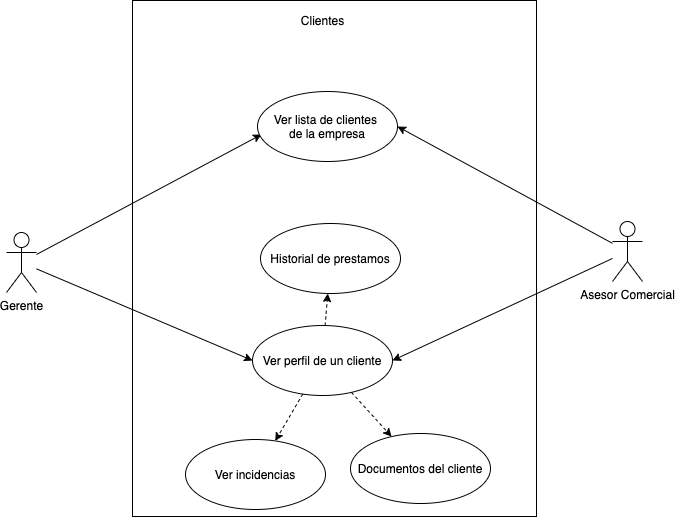 Clientes
Ver lista de clientes
de la empresa
Historial de prestamos
Gerente
Asesor Comercial
Ver perfil de un cliente
Ver incidencias
Documentos del cliente